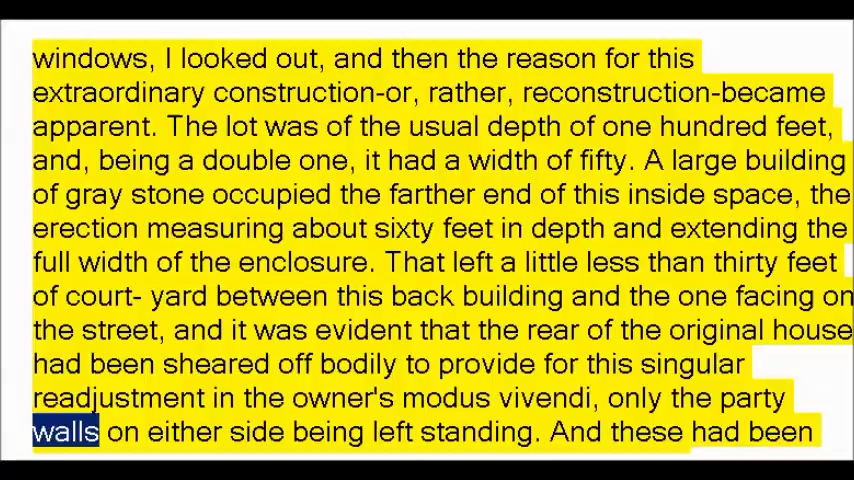 windows, I looked out, and then the reason for this
extraordinary construction-or, rather, reconstruction-became
apparent. The lot was of the usual depth of one hundred feet,
and, being a double one, it had a width of fifty. A large building
of gray stone occupied the farther end of this inside space, the
erection measuring about sixty feet in depth and extending the
full width of the enclosure. That left a little less than thirty feet
of court- yard between this back building and the one facing on
the street, and it was evident that the rear of the original house
had been sheared off bodily to provide for this singular
readjustment in the owner's modus vivendi, only the party
walls on either side being left standing. And these had been